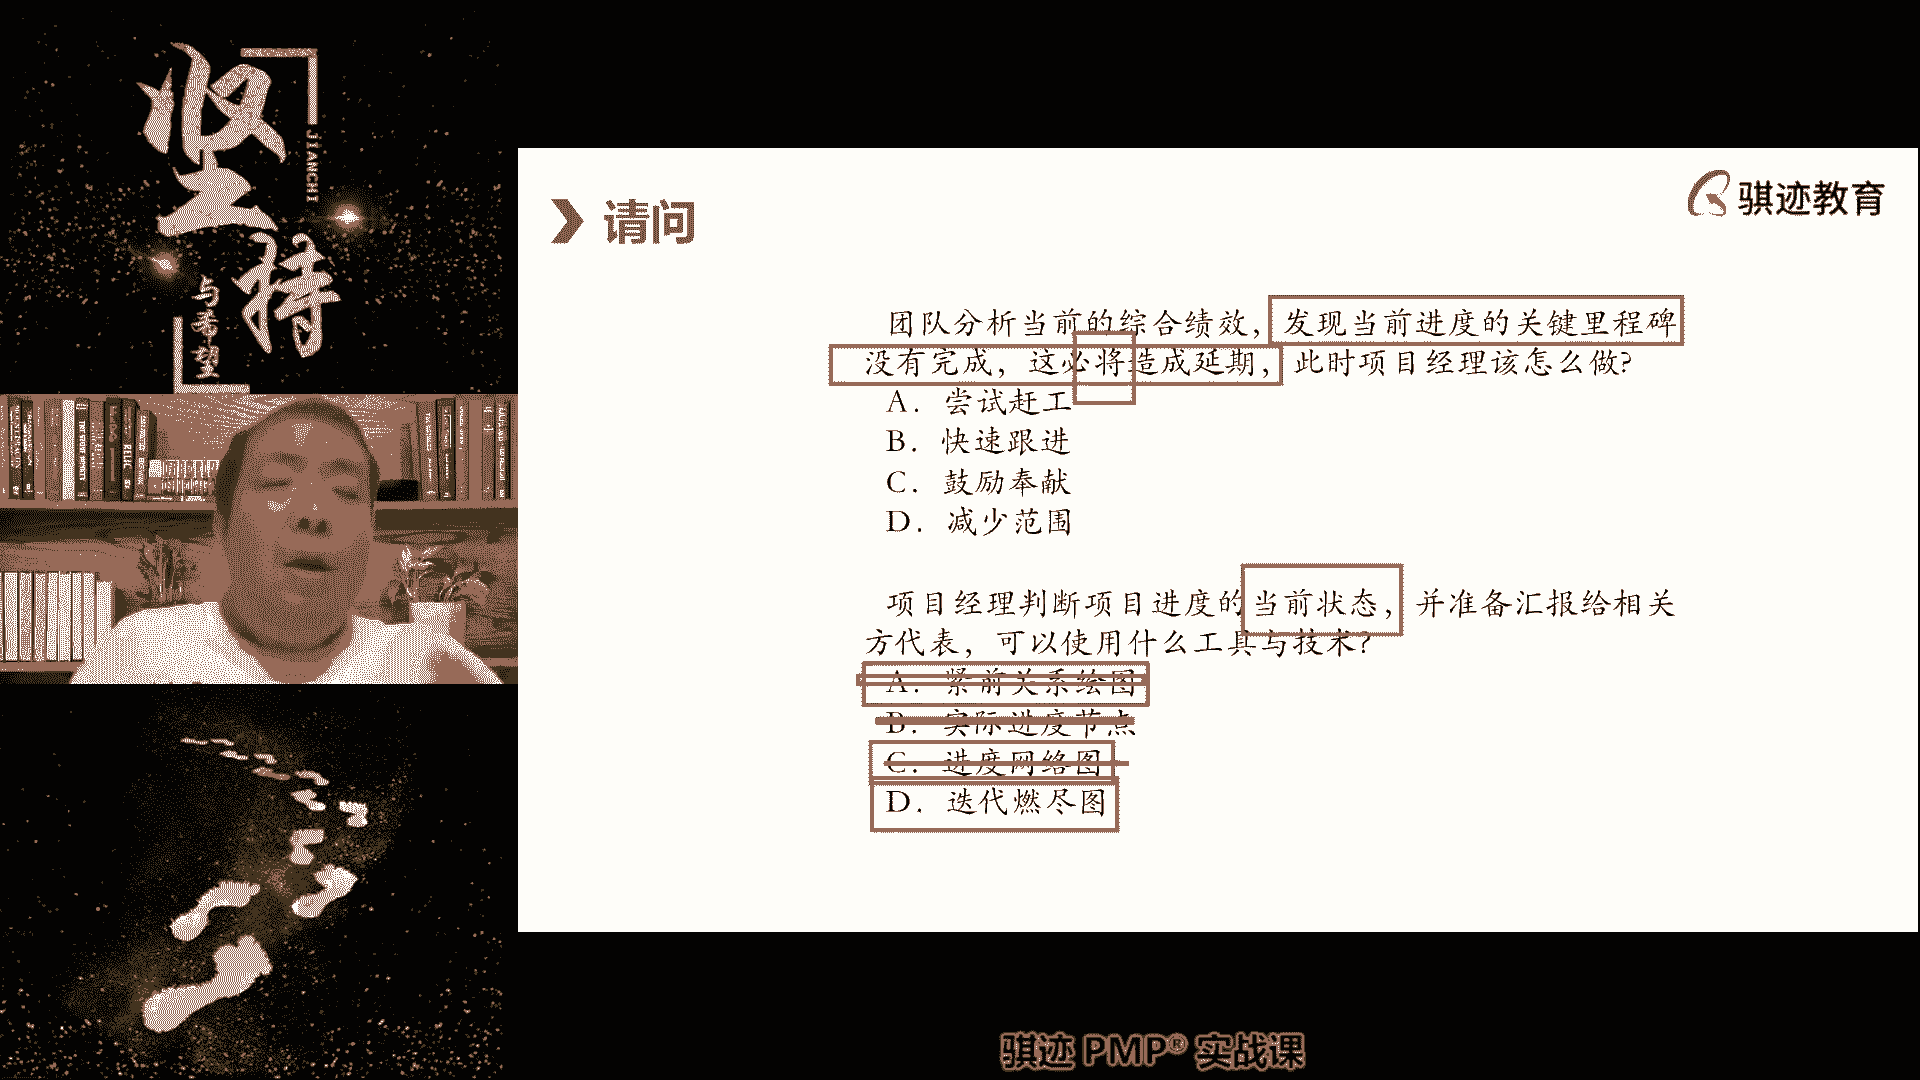 坚持
JIANCHI
与希望
请问
骐迹教育
团队分析当前的综合绩效，发现当前进度的关键里程碑
没有完成，这必将造成延期，此时项目经理该怎么做？
A. 尝试赶工
B. 快速跟进
C. 鼓励奉献
D. 减少范围
项目经理判断项目进度的当前状态，并准备汇报给相关
方代表，可以使用什么工具与技术？
A. 紧前关系绘图
B. 实际进度节点
C. 进度网络图
D. 迭代燃尽图
骐迹 PMP® 实战课